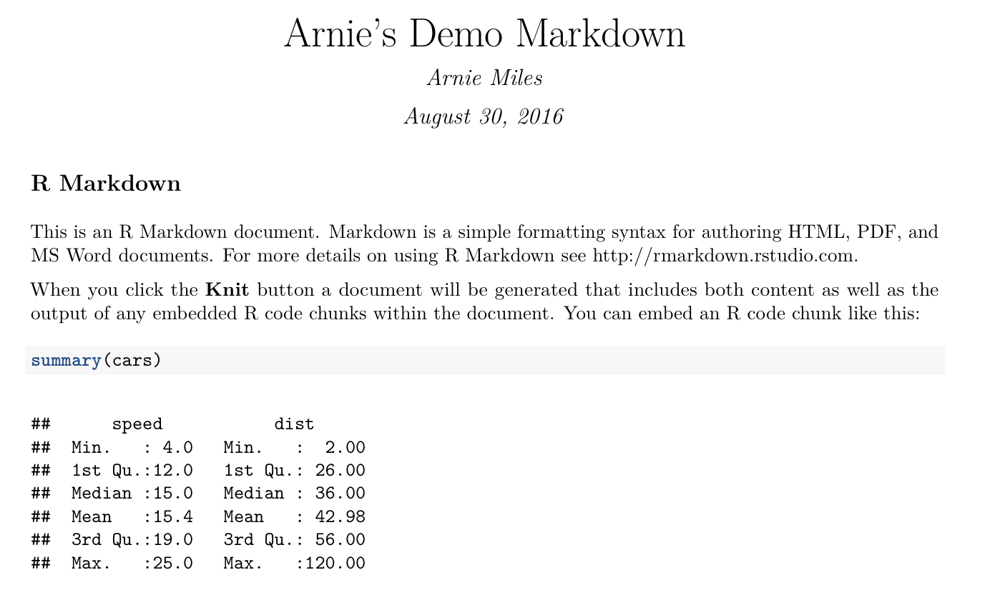 Arnie's Demo Markdown
Arnie Miles
August 30, 2016
R Markdown
This is an R Markdown document. Markdown is a simple formatting syntax for authoring HTML, PDF, and
MS Word documents. For more details on using R Markdown see http://rmarkdown.rstudio.com.
When you click the Knit button a document will be generated that includes both content as well as the
output of any embedded R code chunks within the document. You can embed an R code chunk like this:
summary(cars)
##      speed           dist
##  Min.   : 4.0   Min.   :  2.00
##  1st Qu.:12.0   1st Qu.: 26.00
##  Median :15.0   Median : 36.00
##  Mean   :15.4   Mean   : 42.98
##  3rd Qu.:19.0   3rd Qu.: 56.00
##  Max.   :25.0   Max.   :120.00